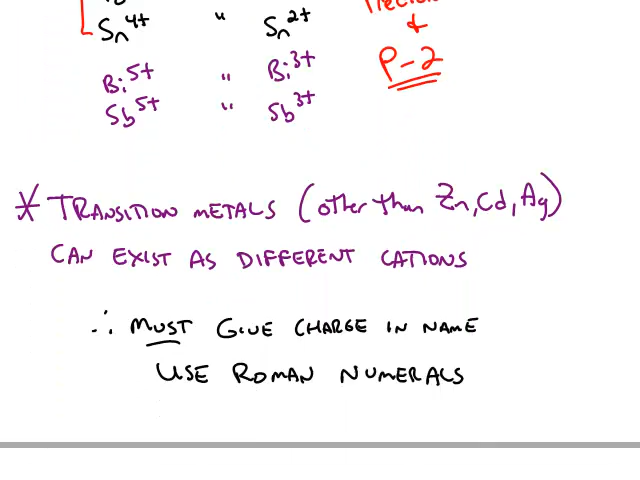 Sn4+ " Sn2+ &
Bi5+ " Bi3+ P-2
Sb5+ " Sb3+
* TRANSITION METALS (other than Zn, Cd, Ag)
CAN EXIST AS DIFFERENT CATIONS
∴ MUST GIVE CHARGE IN NAME
USE ROMAN NUMERALS